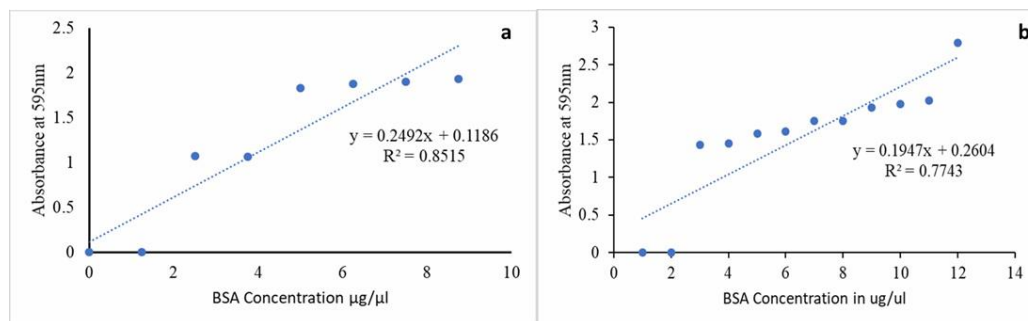 a
2.5
2
1.5
1
0.5
0
Absorbance at 595nm
y = 0.2492x + 0.1186
R² = 0.8515
0 2 4 6 8 10
BSA Concentration µg/µl
b
3
2.5
2
1.5
1
0.5
0
Absorbance at 595nm
y = 0.1947x + 0.2604
R² = 0.7743
0 2 4 6 8 10 12 14
BSA Concentration in ug/ul